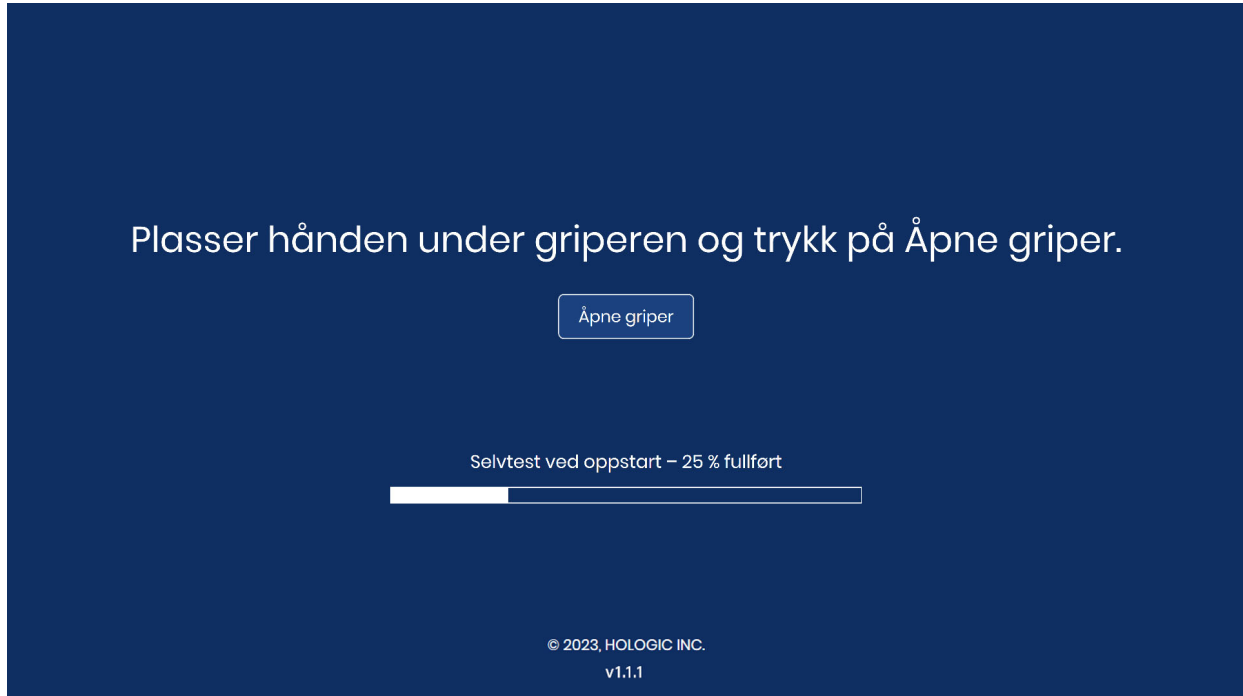 Plasser hånden under griperen og trykk på Åpne griper.
Åpne griper
Selvtest ved oppstart – 25 % fullført
© 2023, HOLOGIC INC.
v1.1.1